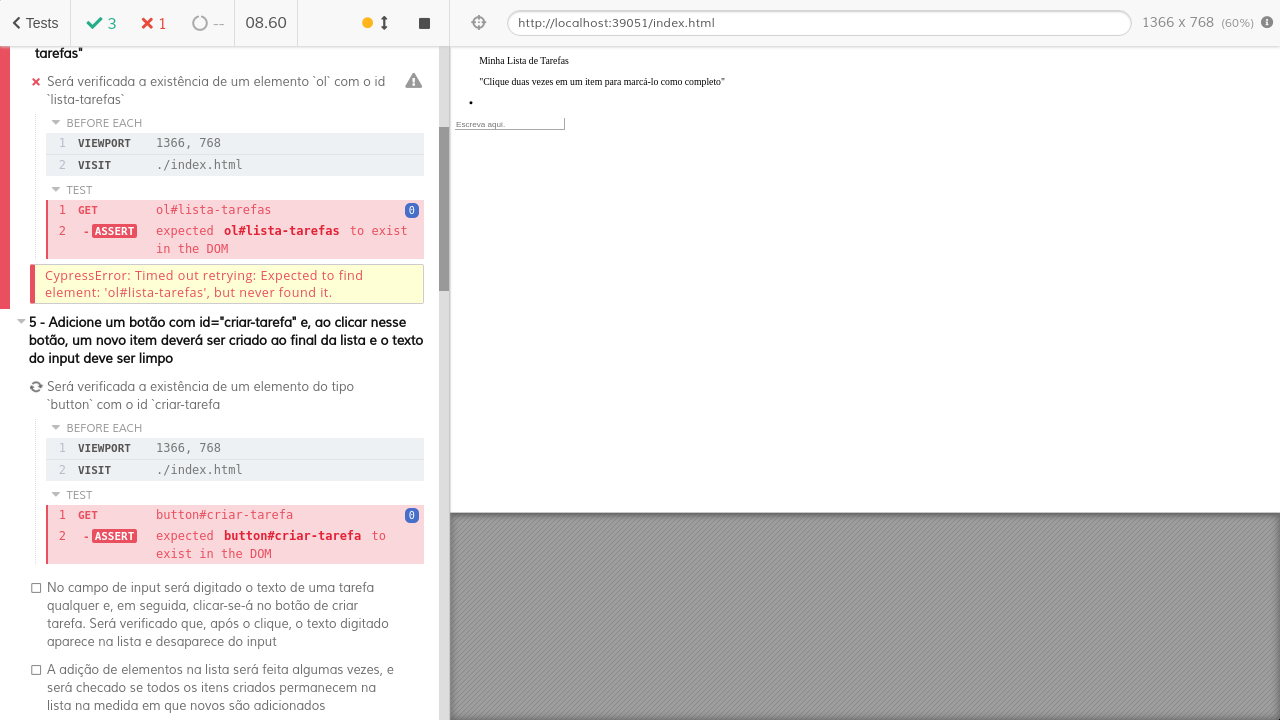 Tests
3
1
--
08.60
http://localhost:39051/index.html
1366 x 768 (60%)
tarefas"
Será verificada a existência de um elemento `ol` com o id
`lista-tarefas`
BEFORE EACH
1 VIEWPORT 1366, 768
2 VISIT ./index.html
TEST
1 GET ol#lista-tarefas 0
2 -ASSERT expected ol#lista-tarefas to exist
in the DOM
CypressError: Timed out retrying: Expected to find
element: 'ol#lista-tarefas', but never found it.
5 - Adicione um botão com id="criar-tarefa" e, ao clicar nesse
botão, um novo item deverá ser criado ao final da lista e o texto
do input deve ser limpo
Será verificada a existência de um elemento do tipo
`button` com o id `criar-tarefa
BEFORE EACH
1 VIEWPORT 1366, 768
2 VISIT ./index.html
TEST
1 GET button#criar-tarefa 0
2 -ASSERT expected button#criar-tarefa to
exist in the DOM
No campo de input será digitado o texto de uma tarefa
qualquer e, em seguida, clicar-se-á no botão de criar
tarefa. Será verificado que, após o clique, o texto digitado
aparece na lista e desaparece do input
A adição de elementos na lista será feita algumas vezes, e
será checado se todos os itens criados permanecem na
lista na medida em que novos são adicionados
Minha Lista de Tarefas
"Clique duas vezes em um item para marcá-lo como completo"
Escreva aqui.